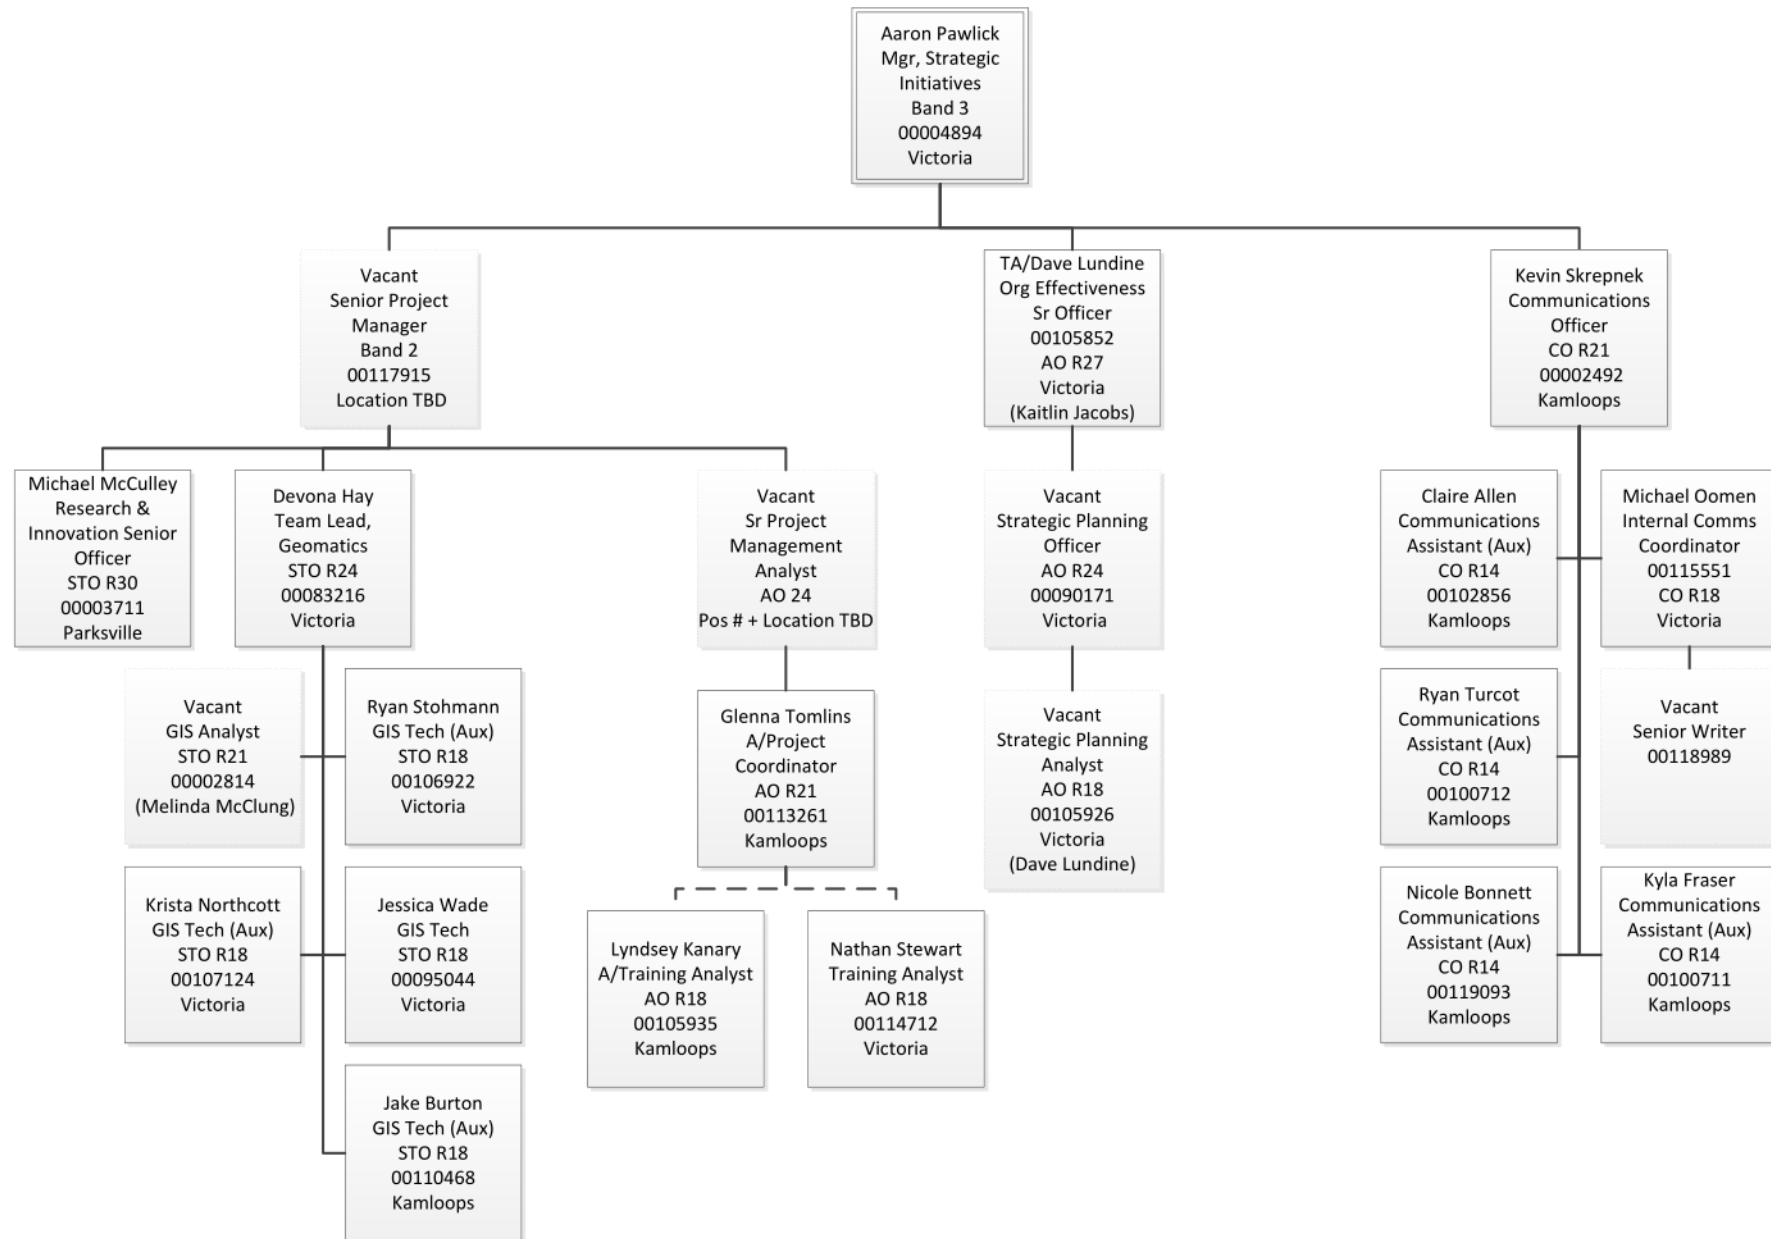 Aaron Pawlick
Mgr, Strategic
Initiatives
Band 3
00004894
Victoria
Vacant
Senior Project
Manager
Band 2
00117915
Location TBD
TA/Dave Lundine
Org Effectiveness
Sr Officer
00105852
AO R27
Victoria
(Kaitlin Jacobs)
Kevin Skrepnek
Communications
Officer
CO R21
00002492
Kamloops
Michael McCulley
Research &
Innovation Senior
Officer
STO R30
00003711
Parksville
Devona Hay
Team Lead,
Geomatics
STO R24
00083216
Victoria
Vacant
Sr Project
Management
Analyst
AO 24
Pos # + Location TBD
Vacant
Strategic Planning
Officer
AO R24
00090171
Victoria
Claire Allen
Communications
Assistant (Aux)
CO R14
00102856
Kamloops
Michael Oomen
Internal Comms
Coordinator
00115551
CO R18
Victoria
Vacant
GIS Analyst
STO R21
00002814
(Melinda McClung)
Ryan Stohmann
GIS Tech (Aux)
STO R18
00106922
Victoria
Glenna Tomlins
A/Project
Coordinator
AO R21
00113261
Kamloops
Vacant
Strategic Planning
Analyst
AO R18
00105926
Victoria
(Dave Lundine)
Ryan Turcot
Communications
Assistant (Aux)
CO R14
00100712
Kamloops
Vacant
Senior Writer
00118989
Krista Northcott
GIS Tech (Aux)
STO R18
00107124
Victoria
Jessica Wade
GIS Tech
STO R18
00095044
Victoria
Lyndsey Kanary
A/Training Analyst
AO R18
00105935
Kamloops
Nathan Stewart
Training Analyst
AO R18
00114712
Victoria
Nicole Bonnett
Communications
Assistant (Aux)
CO R14
00119093
Kamloops
Kyla Fraser
Communications
Assistant (Aux)
CO R14
00100711
Kamloops
Jake Burton
GIS Tech (Aux)
STO R18
00110468
Kamloops